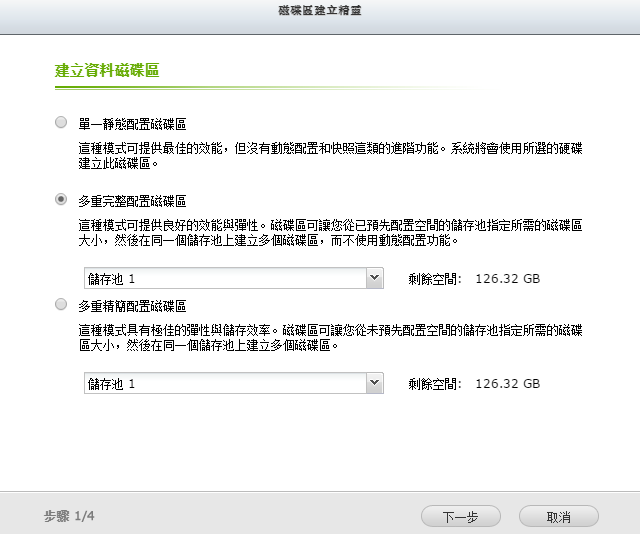 磁碟區建立精靈
建立資料磁碟區
單一靜態配置磁碟區
這種模式可提供最佳的效能，但沒有動態配置和快照這類的進階功能。系統將會使用所選的硬碟
建立此磁碟區。
多重完整配置磁碟區
這種模式可提供良好的效能與彈性。磁碟區可讓您從已預先配置空間的儲存池指定所需的磁碟區
大小，然後在同一個儲存池上建立多個磁碟區，而不使用動態配置功能。
儲存池 1 剩餘空間: 126.32 GB
多重精簡配置磁碟區
這種模式具有極佳的彈性與儲存效率。磁碟區可讓您從未預先配置空間的儲存池指定所需的磁碟
區大小，然後在同一個儲存池上建立多個磁碟區。
儲存池 1 剩餘空間: 126.32 GB
步驟 1/4 下一步 取消